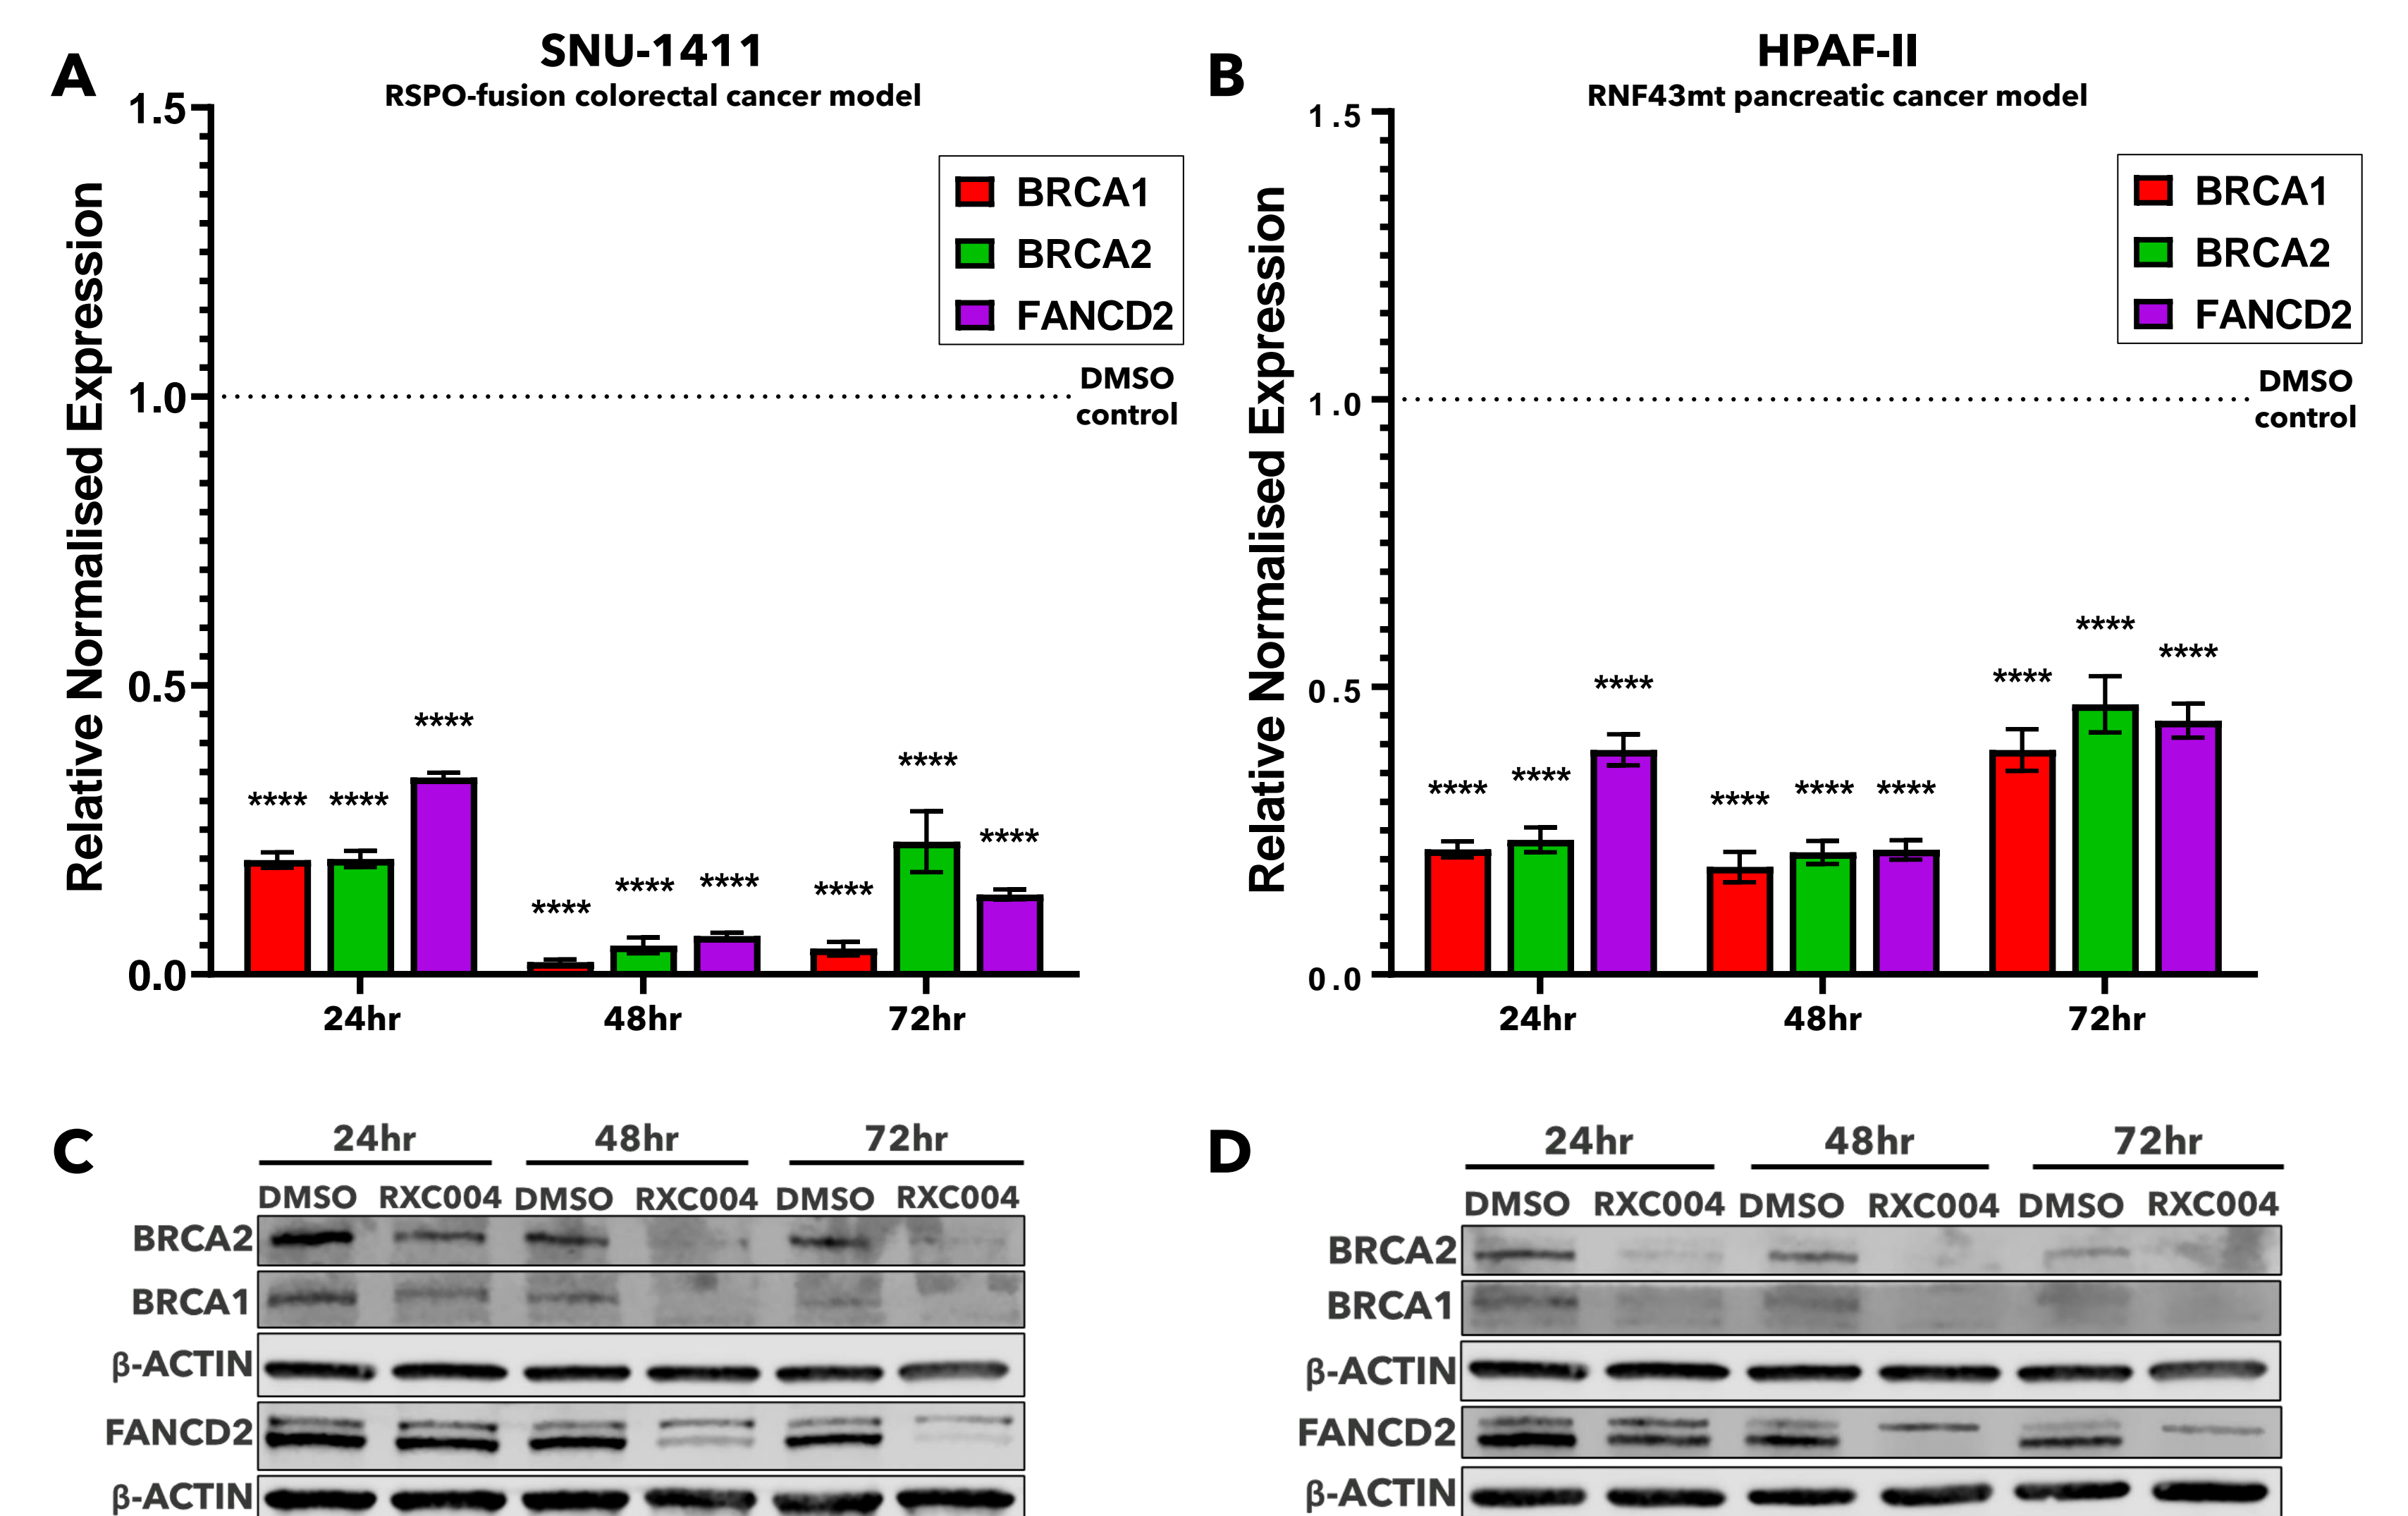 A
SNU-1411
RSPO-fusion colorectal cancer model
Relative Normalised Expression
1.5
1.0
0.5
0.0
BRCA1
BRCA2
FANCD2
DMSO
control
**** **** ****
**** **** ****
**** **** ****
24hr 48hr 72hr
B
HPAF-II
RNF43mt pancreatic cancer model
Relative Normalised Expression
1.5
1.0
0.5
0.0
BRCA1
BRCA2
FANCD2
DMSO
control
**** **** ****
**** **** ****
**** **** ****
24hr 48hr 72hr
C
24hr 48hr 72hr
DMSO RXC004 DMSO RXC004 DMSO RXC004
BRCA2
BRCA1
β-ACTIN
FANCD2
β-ACTIN
D
24hr 48hr 72hr
DMSO RXC004 DMSO RXC004 DMSO RXC004
BRCA2
BRCA1
β-ACTIN
FANCD2
β-ACTIN